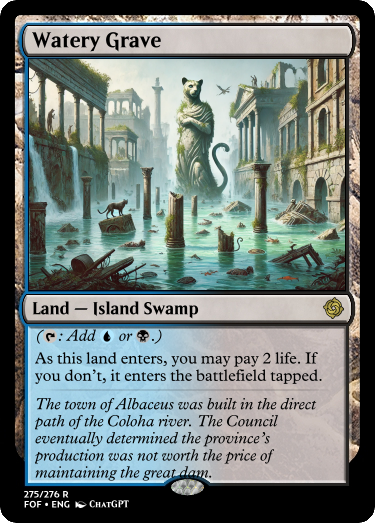 Watery Grave
Land — Island Swamp
( : Add or .)
As this land enters, you may pay 2 life. If
you don't, it enters the battlefield tapped.
The town of Albaceus was built in the direct
path of the Coloha river. The Council
eventually determined the province's
production was not worth the price of
maintaining the great dam.
275/276 R
FOF • ENG ChatGPT